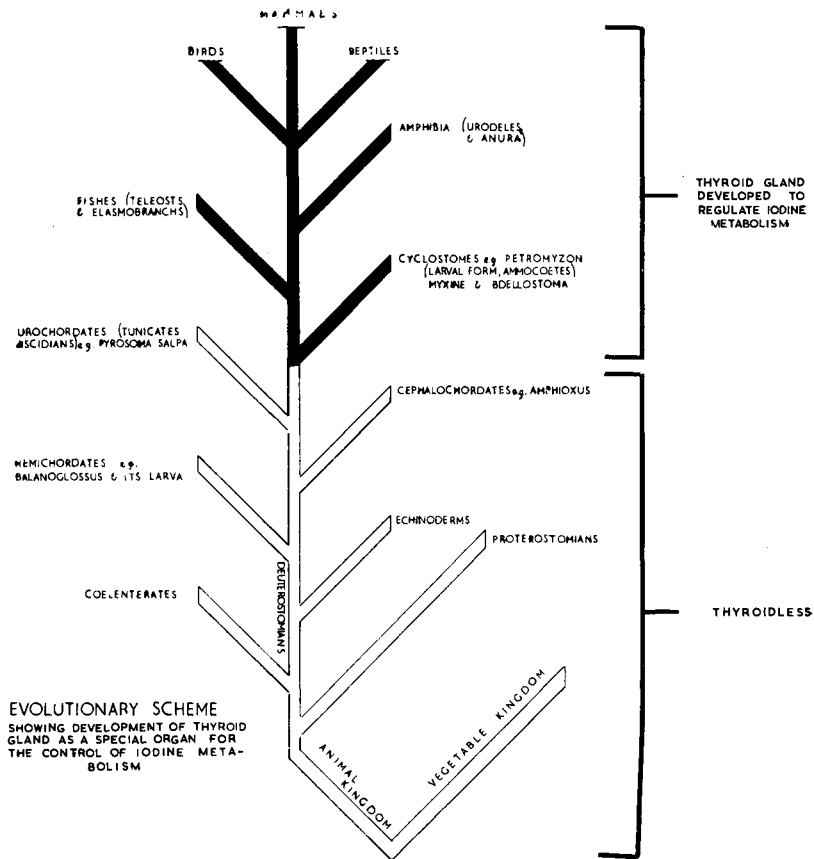 MAMMALS
BIRDS
REPTILES
AMPHIBIA (URODELES
& ANURA)
FISHES (TELEOSTS
& ELASMOBRANCHS)
CYCLOSTOMES e.g. PETROMYZON
(LARVAL FORM, AMMOCOETES)
MYXINE & BDELLOSTOMA
THYROID GLAND
DEVELOPED TO
REGULATE IODINE
METABOLISM
UROCHORDATES (TUNICATES
ASCIDIANS) e.g. PYROSOMA SALPA
CEPHALOCHORDATES e.g. AMPHIOXUS
HEMICHORDATES e.g.
BALANOGLOSSUS & ITS LARVA
ECHINODERMS
PROTEROSTOMIANS
COELENTERATES
DEUTEROSTOMIANS
THYROIDLESS
VEGETABLE KINGDOM
ANIMAL
KINGDOM
EVOLUTIONARY SCHEME
SHOWING DEVELOPMENT OF THYROID
GLAND AS A SPECIAL ORGAN FOR
THE CONTROL OF IODINE META-
BOLISM